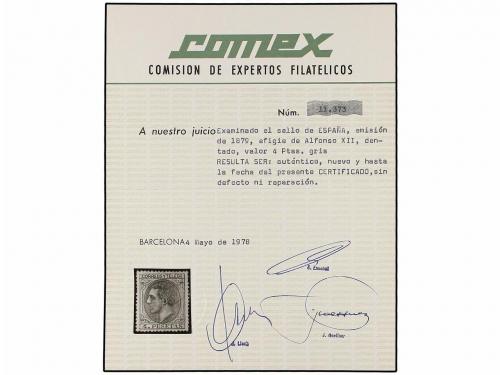 comex
COMISION DE EXPERTOS FILATELICOS
Núm. 11.373
A nuestro juicio Examinado el sello de ESPAÑA, emisión
de 1879, efigie de Alfonso XII, den-
tado, valor 4 Ptas. gris
RESULTA SER: auténtico, nuevo y hasta
la fecha del presente CERTIFICADO,sin
defecto ni reparación.
BARCELONA 4 mayo de 1978
4 PESETAS